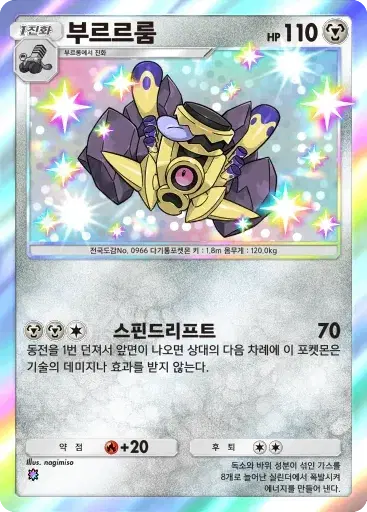 1진화
부르르룸
HP 110
부르룸에서 진화
전국도감No. 0966 다기통포켓몬 키 : 1.8m 몸무게 : 120.0kg
스핀드리프트 70
동전을 1번 던져서 앞면이 나오면 상대의 다음 차례에 이 포켓몬은
기술의 데미지나 효과를 받지 않는다.
약 점 +20
후 퇴
Illus. nagimiso
독소와 바위 성분이 섞인 가스를
8개로 늘어난 실린더에서 폭발시켜
에너지를 만들어 낸다.